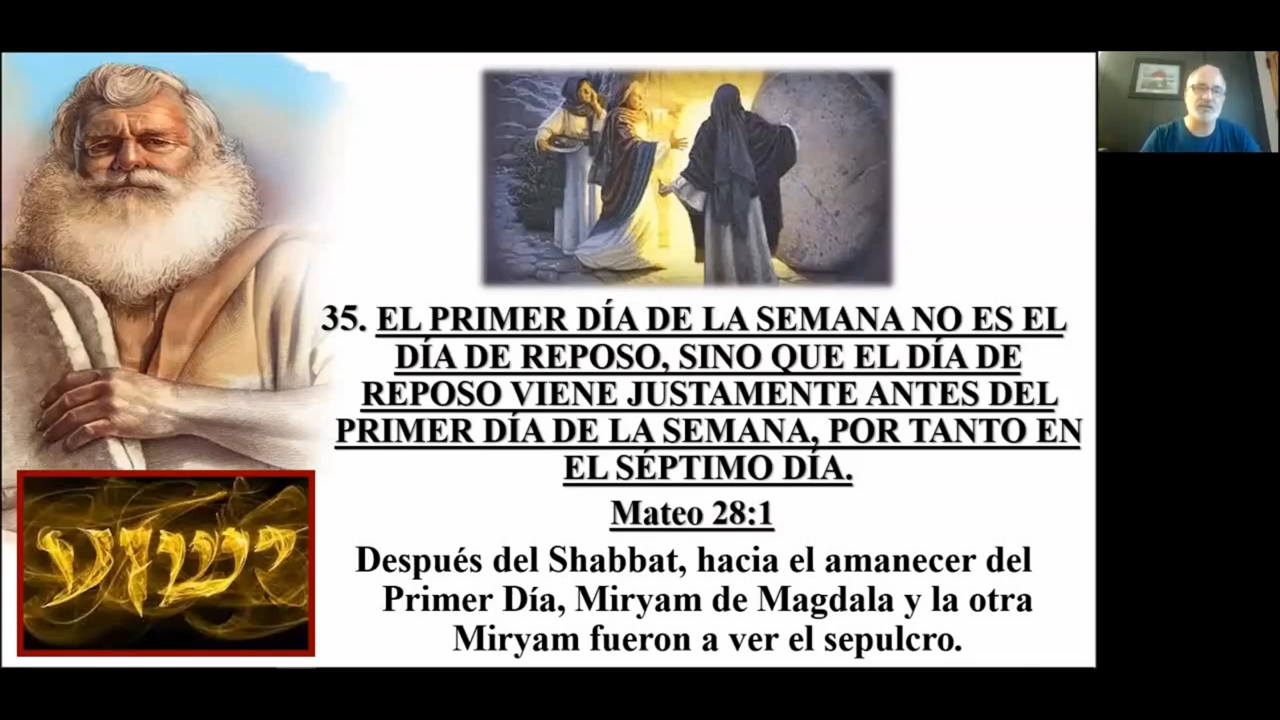 35. EL PRIMER DÍA DE LA SEMANA NO ES EL
DÍA DE REPOSO, SINO QUE EL DÍA DE
REPOSO VIENE JUSTAMENTE ANTES DEL
PRIMER DÍA DE LA SEMANA, POR TANTO EN
EL SÉPTIMO DÍA.
Mateo 28:1
Después del Shabbat, hacia el amanecer del
Primer Día, Miryam de Magdala y la otra
Miryam fueron a ver el sepulcro.
ישוע